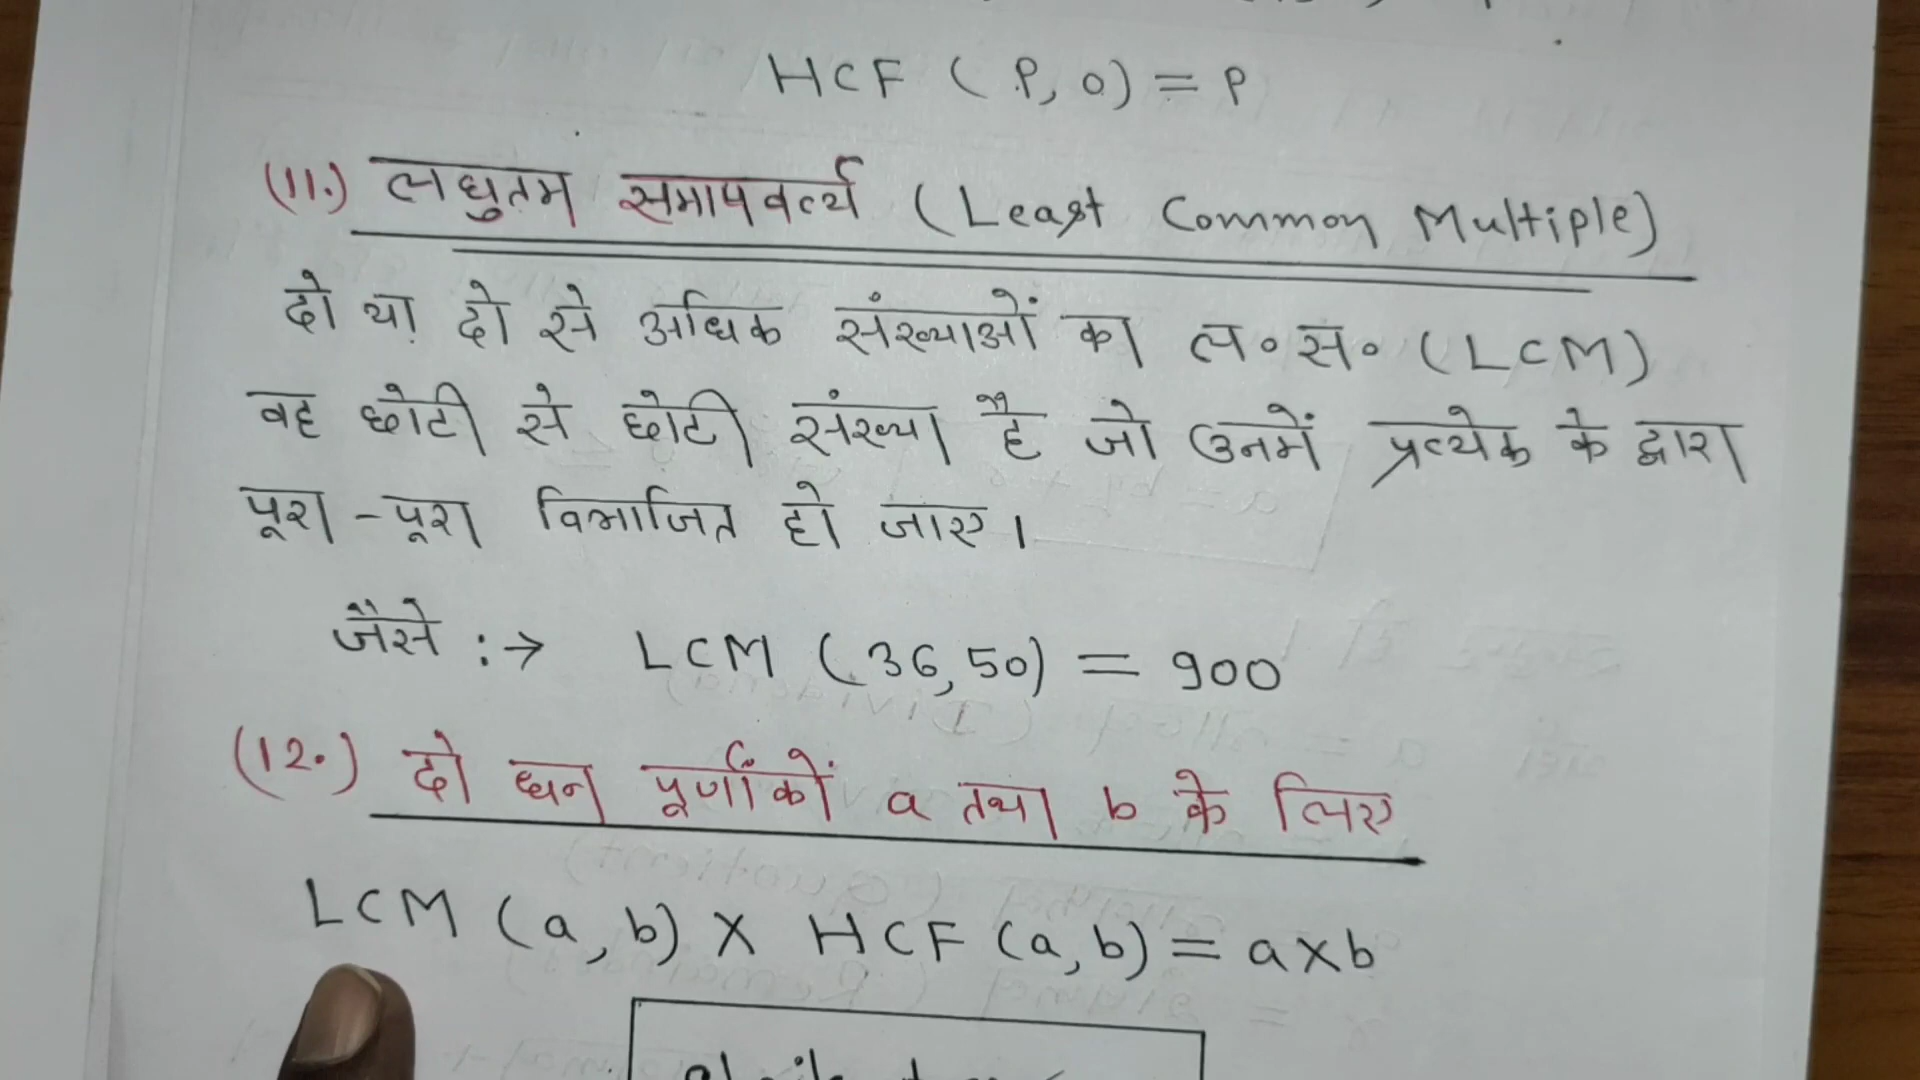 HCF (P, 0) = P
(11.) लघुतम समापवर्त्य (Least Common Multiple)
दो या दो से अधिक संख्याओं का ल० स० (LCM)
वह छोटी से छोटी संख्या है जो उनमें प्रत्येक के द्वारा
पूरा - पूरा विभाजित हो जाए।
जैसे :→ LCM (36, 50) = 900
(12.) दो धन पूर्णांकों a तथा b के लिए
LCM (a, b) X HCF (a, b) = a x b